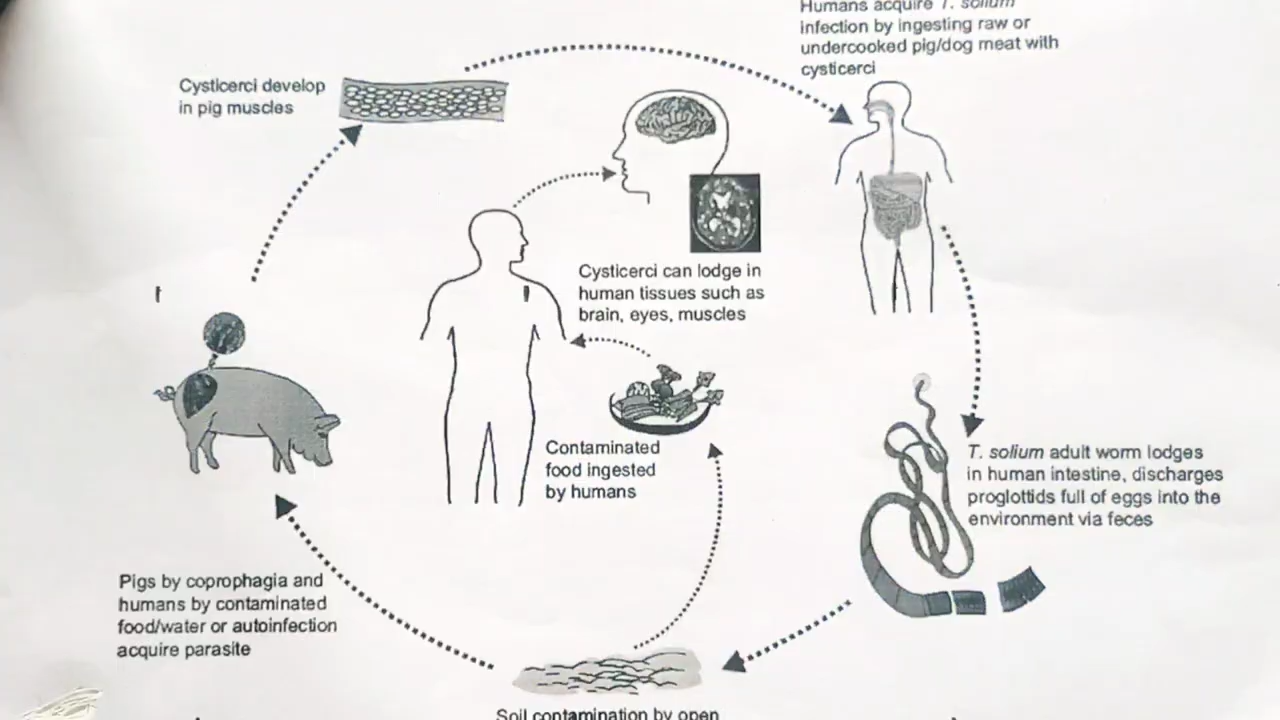 Humans acquire T. solium
infection by ingesting raw or
undercooked pig/dog meat with
cysticerci
Cysticerci develop
in pig muscles
Cysticerci can lodge in
human tissues such as
brain, eyes, muscles
Contaminated
food ingested
by humans
T. solium adult worm lodges
in human intestine, discharges
proglottids full of eggs into the
environment via feces
Pigs by coprophagia and
humans by contaminated
food/water or autoinfection
acquire parasite
Soil contamination by open